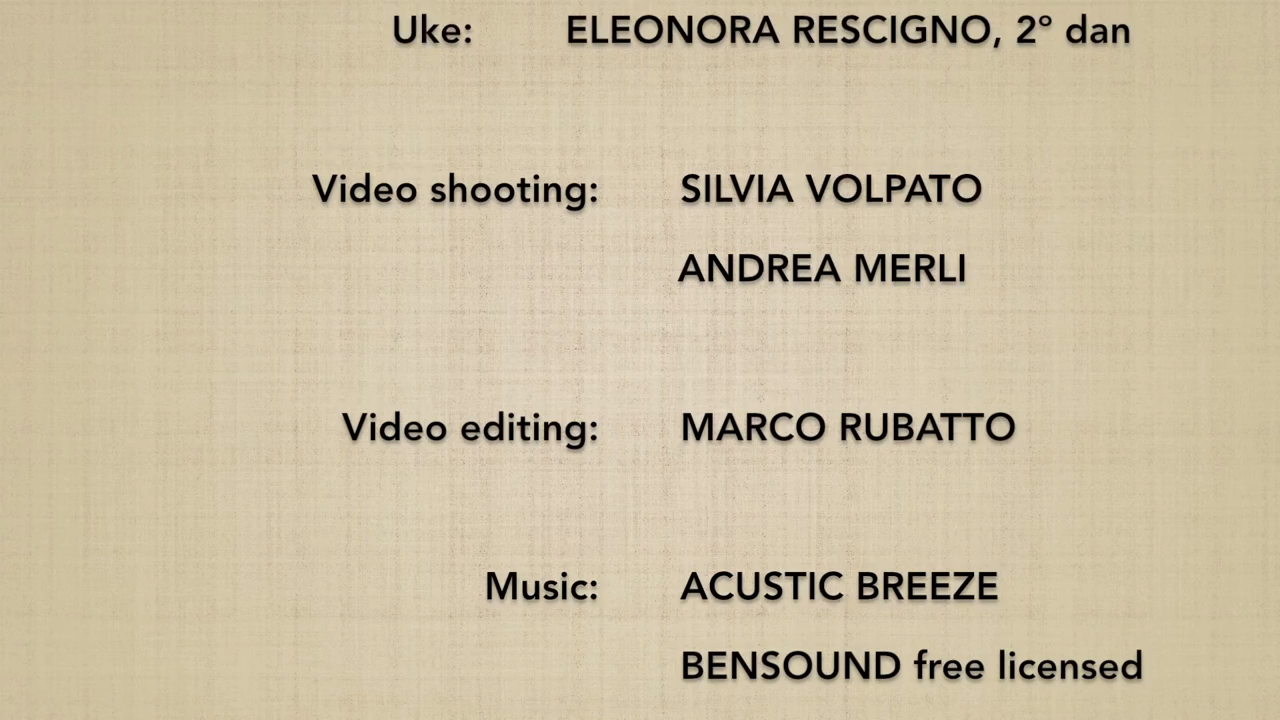 Uke: ELEONORA RESCIGNO, 2° dan
Video shooting: SILVIA VOLPATO
ANDREA MERLI
Video editing: MARCO RUBATTO
Music: ACUSTIC BREEZE
BENSOUND free licensed